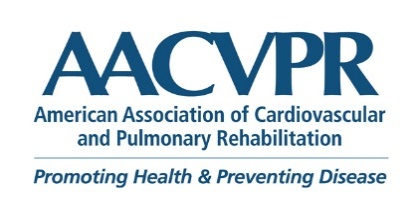 AACVPR
American Association of Cardiovascular
and Pulmonary Rehabilitation
Promoting Health & Preventing Disease